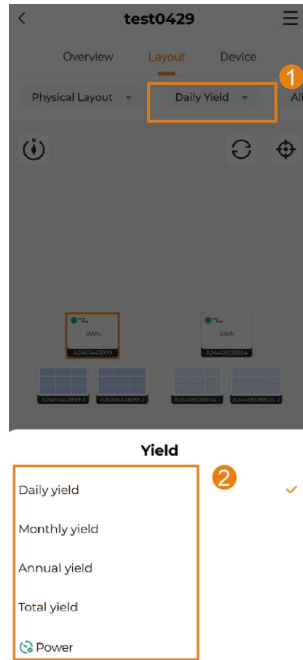 test0429
Overview Layout Device
1
Physical Layout Daily Yield All
0Wh 0Wh
Yield
Daily yield
2
Monthly yield
Annual yield
Total yield
Power